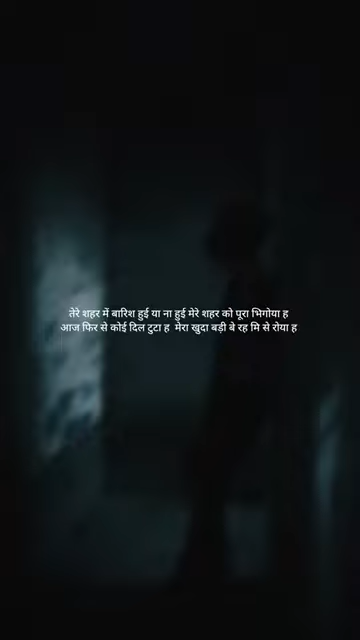 तेरे शहर में बारिश हुई या ना हुई मेरे शहर को पूरा भिगोया ह
आज फिर से कोई दिल टुटा ह मेरा खुदा बड़ी बे रह मि से रोया ह